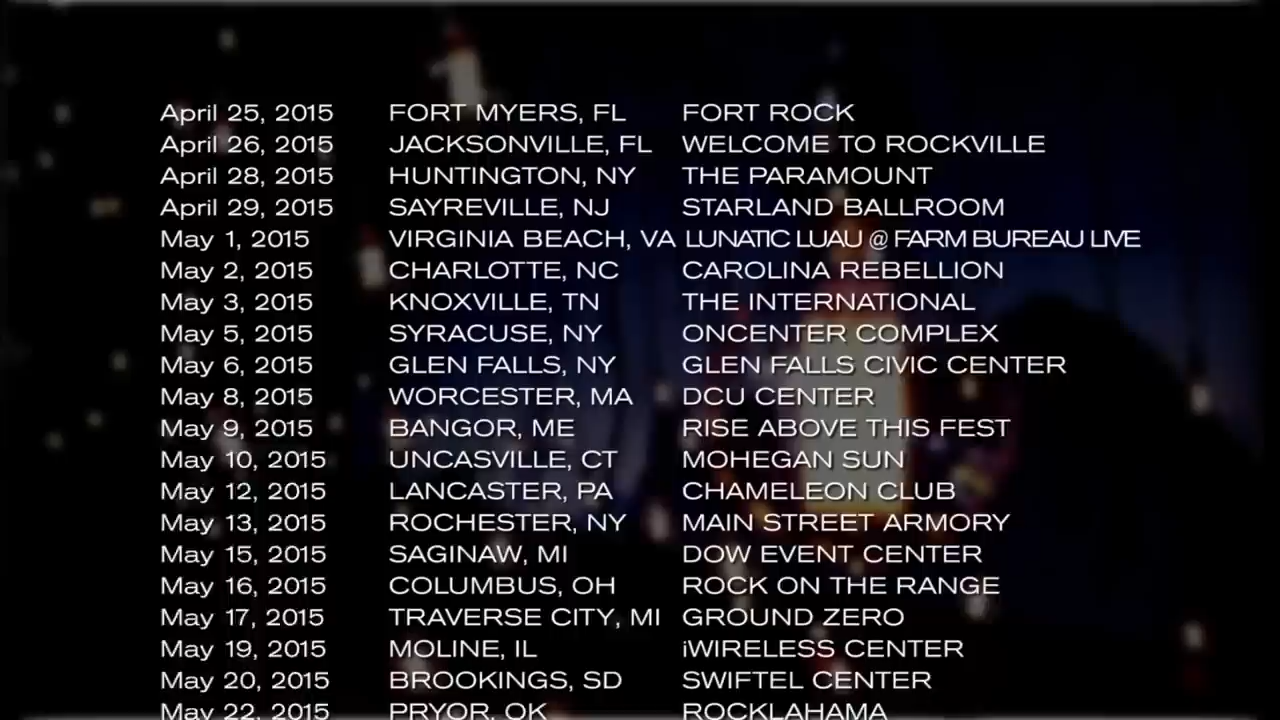 April 25, 2015 FORT MYERS, FL FORT ROCK
April 26, 2015 JACKSONVILLE, FL WELCOME TO ROCKVILLE
April 28, 2015 HUNTINGTON, NY THE PARAMOUNT
April 29, 2015 SAYREVILLE, NJ STARLAND BALLROOM
May 1, 2015 VIRGINIA BEACH, VA LUNATIC LUAU @ FARM BUREAU LIVE
May 2, 2015 CHARLOTTE, NC CAROLINA REBELLION
May 3, 2015 KNOXVILLE, TN THE INTERNATIONAL
May 5, 2015 SYRACUSE, NY ONCENTER COMPLEX
May 6, 2015 GLEN FALLS, NY GLEN FALLS CIVIC CENTER
May 8, 2015 WORCESTER, MA DCU CENTER
May 9, 2015 BANGOR, ME RISE ABOVE THIS FEST
May 10, 2015 UNCASVILLE, CT MOHEGAN SUN
May 12, 2015 LANCASTER, PA CHAMELEON CLUB
May 13, 2015 ROCHESTER, NY MAIN STREET ARMORY
May 15, 2015 SAGINAW, MI DOW EVENT CENTER
May 16, 2015 COLUMBUS, OH ROCK ON THE RANGE
May 17, 2015 TRAVERSE CITY, MI GROUND ZERO
May 19, 2015 MOLINE, IL iWIRELESS CENTER
May 20, 2015 BROOKINGS, SD SWIFTEL CENTER
May 22, 2015 PRYOR, OK ROCKLAHAMA